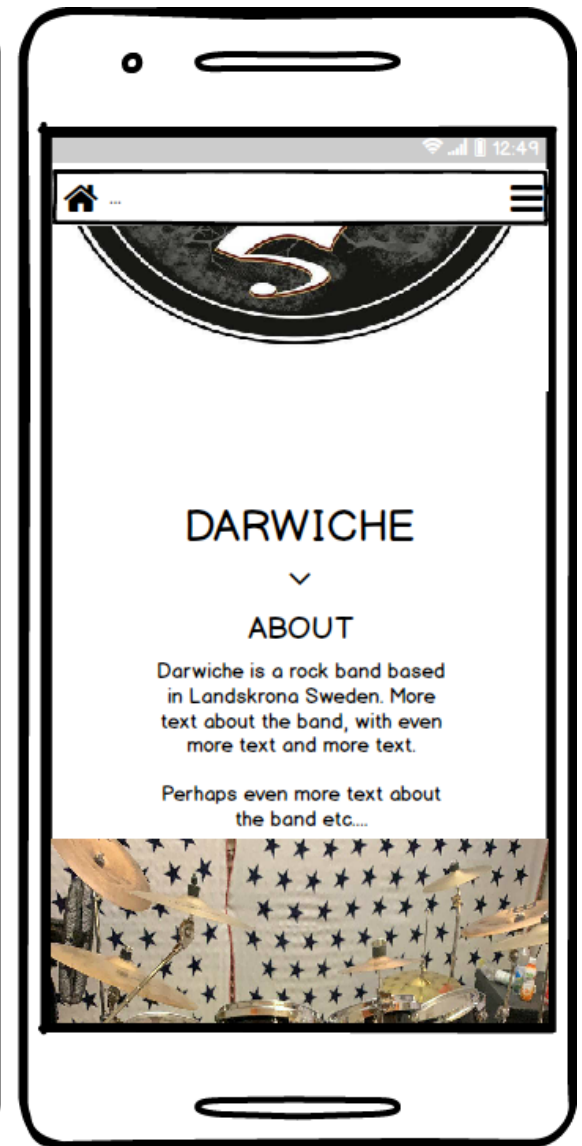 12:49
...
DARWICHE
ABOUT
Darwiche is a rock band based
in Landskrona Sweden. More
text about the band, with even
more text and more text.
Perhaps even more text about
the band etc....